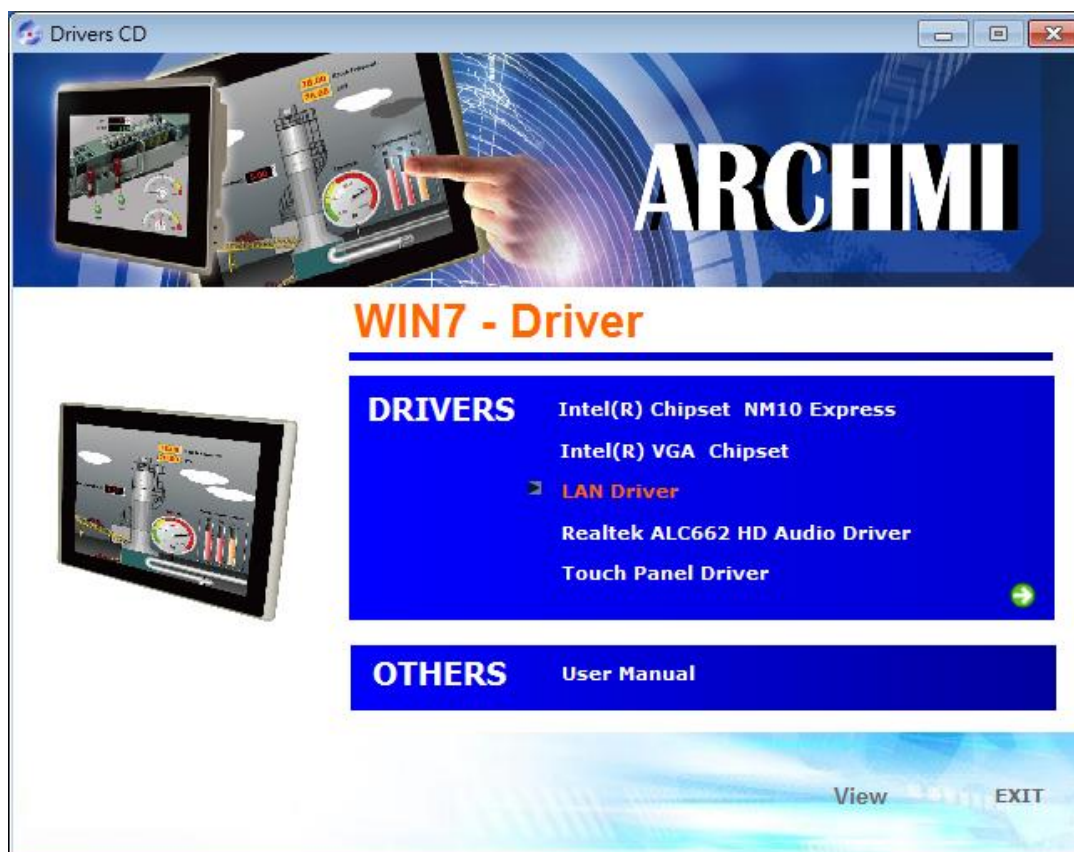 Drivers CD
ARCHMI
WIN7 - Driver
DRIVERS
Intel(R) Chipset  NM10 Express
Intel(R) VGA  Chipset
LAN Driver
Realtek ALC662 HD Audio Driver
Touch Panel Driver
OTHERS
User Manual
View
EXIT